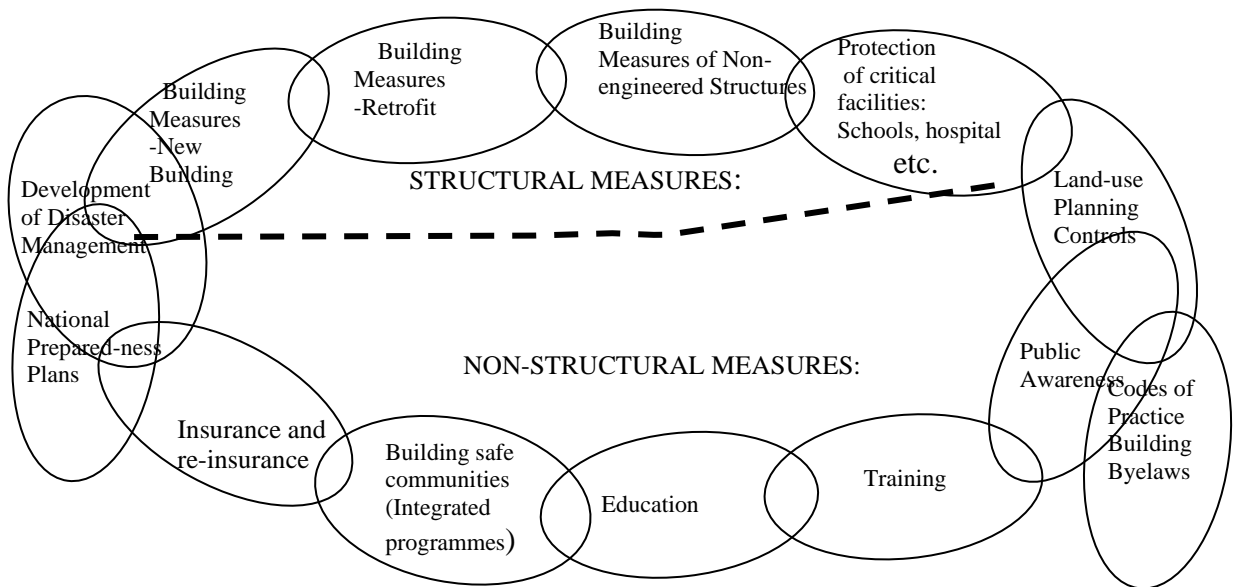 Building
Measures
-New
Building
Building
Measures
-Retrofit
Building
Measures of Non-
engineered Structures
Protection
of critical
facilities:
Schools, hospital
etc.
STRUCTURAL MEASURES:
Development
of Disaster
Management
Land-use
Planning
Controls
National
Prepared-ness
Plans
NON-STRUCTURAL MEASURES:
Public
Awareness
Codes of
Practice
Building
Byelaws
Insurance and
re-insurance
Building safe
communities
(Integrated
programmes)
Education
Training